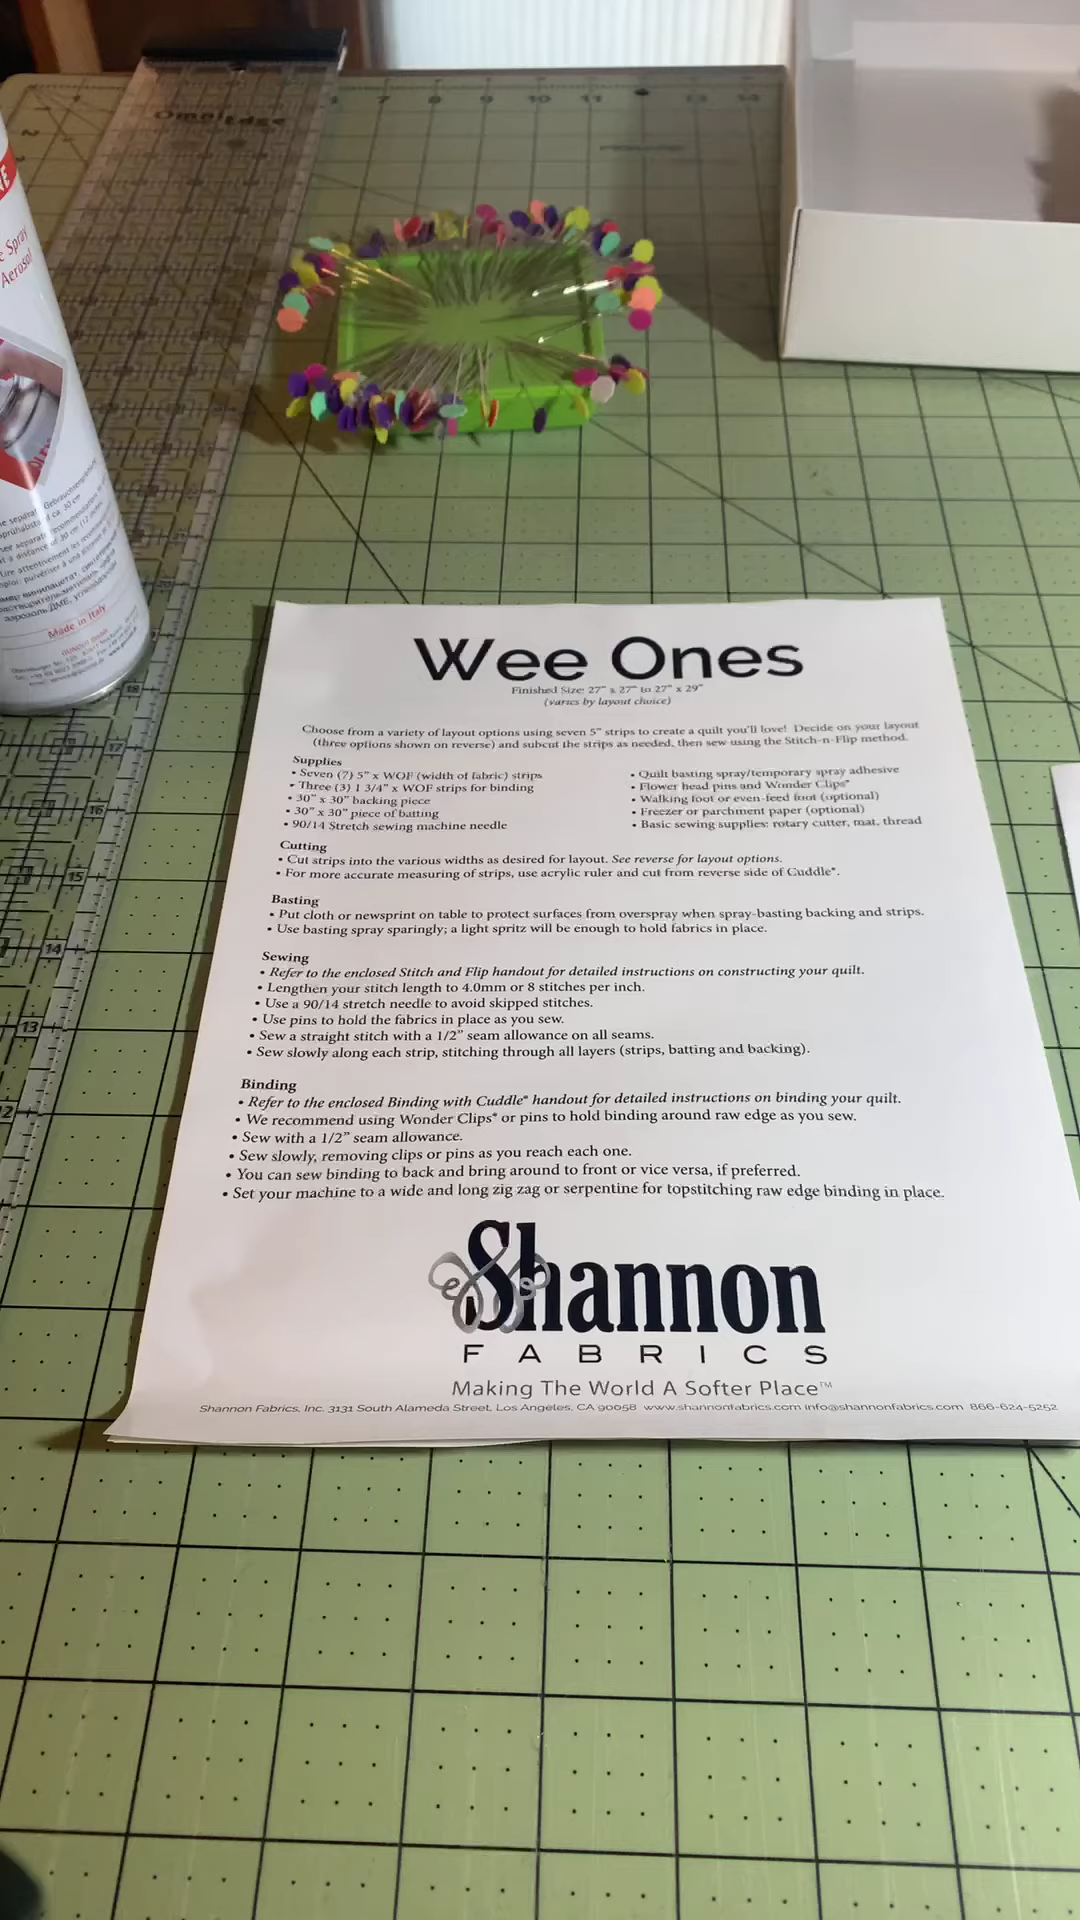 OmniEdge
7 8 9 10 11 13 14
e Spray
Aerosol
Made in Italy
18
17
16
15
14
13
12
Wee Ones
Finished Size: 27" x 27" to 27" x 29"
(varies by layout choice)
Choose from a variety of layout options using seven 5" strips to create a quilt you'll love! Decide on your layout
(three options shown on reverse) and subcut the strips as needed, then sew using the Stitch-n-Flip method.
Supplies
• Seven (7) 5" x WOF (width of fabric) strips
• Three (3) 1 3/4" x WOF strips for binding
• 30" x 30" backing piece
• 30" x 30" piece of batting
• 90/14 Stretch sewing machine needle
• Quilt basting spray/temporary spray adhesive
• Flower head pins and Wonder Clips®
• Walking foot or even-feed foot (optional)
• Freezer or parchment paper (optional)
• Basic sewing supplies: rotary cutter, mat, thread
Cutting
• Cut strips into the various widths as desired for layout. See reverse for layout options.
• For more accurate measuring of strips, use acrylic ruler and cut from reverse side of Cuddle®.
Basting
• Put cloth or newsprint on table to protect surfaces from overspray when spray-basting backing and strips.
• Use basting spray sparingly; a light spritz will be enough to hold fabrics in place.
Sewing
• Refer to the enclosed Stitch and Flip handout for detailed instructions on constructing your quilt.
• Lengthen your stitch length to 4.0mm or 8 stitches per inch.
• Use a 90/14 stretch needle to avoid skipped stitches.
• Use pins to hold the fabrics in place as you sew.
• Sew a straight stitch with a 1/2" seam allowance on all seams.
• Sew slowly along each strip, stitching through all layers (strips, batting and backing).
Binding
• Refer to the enclosed Binding with Cuddle® handout for detailed instructions on binding your quilt.
• We recommend using Wonder Clips® or pins to hold binding around raw edge as you sew.
• Sew with a 1/2" seam allowance.
• Sew slowly, removing clips or pins as you reach each one.
• You can sew binding to back and bring around to front or vice versa, if preferred.
• Set your machine to a wide and long zig zag or serpentine for topstitching raw edge binding in place.
Shannon
FABRICS
Making The World A Softer Place™
Shannon Fabrics, Inc. 3131 South Alameda Street, Los Angeles, CA 90058 www.shannonfabrics.com info@shannonfabrics.com 866-624-5252